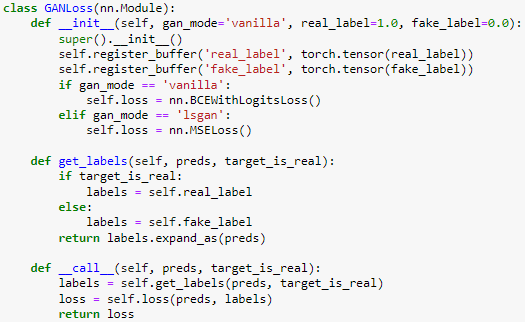 class GANLoss(nn.Module):
    def __init__(self, gan_mode='vanilla', real_label=1.0, fake_label=0.0):
        super().__init__()
        self.register_buffer('real_label', torch.tensor(real_label))
        self.register_buffer('fake_label', torch.tensor(fake_label))
        if gan_mode == 'vanilla':
            self.loss = nn.BCEWithLogitsLoss()
        elif gan_mode == 'lsgan':
            self.loss = nn.MSELoss()

    def get_labels(self, preds, target_is_real):
        if target_is_real:
            labels = self.real_label
        else:
            labels = self.fake_label
        return labels.expand_as(preds)

    def __call__(self, preds, target_is_real):
        labels = self.get_labels(preds, target_is_real)
        loss = self.loss(preds, labels)
        return loss